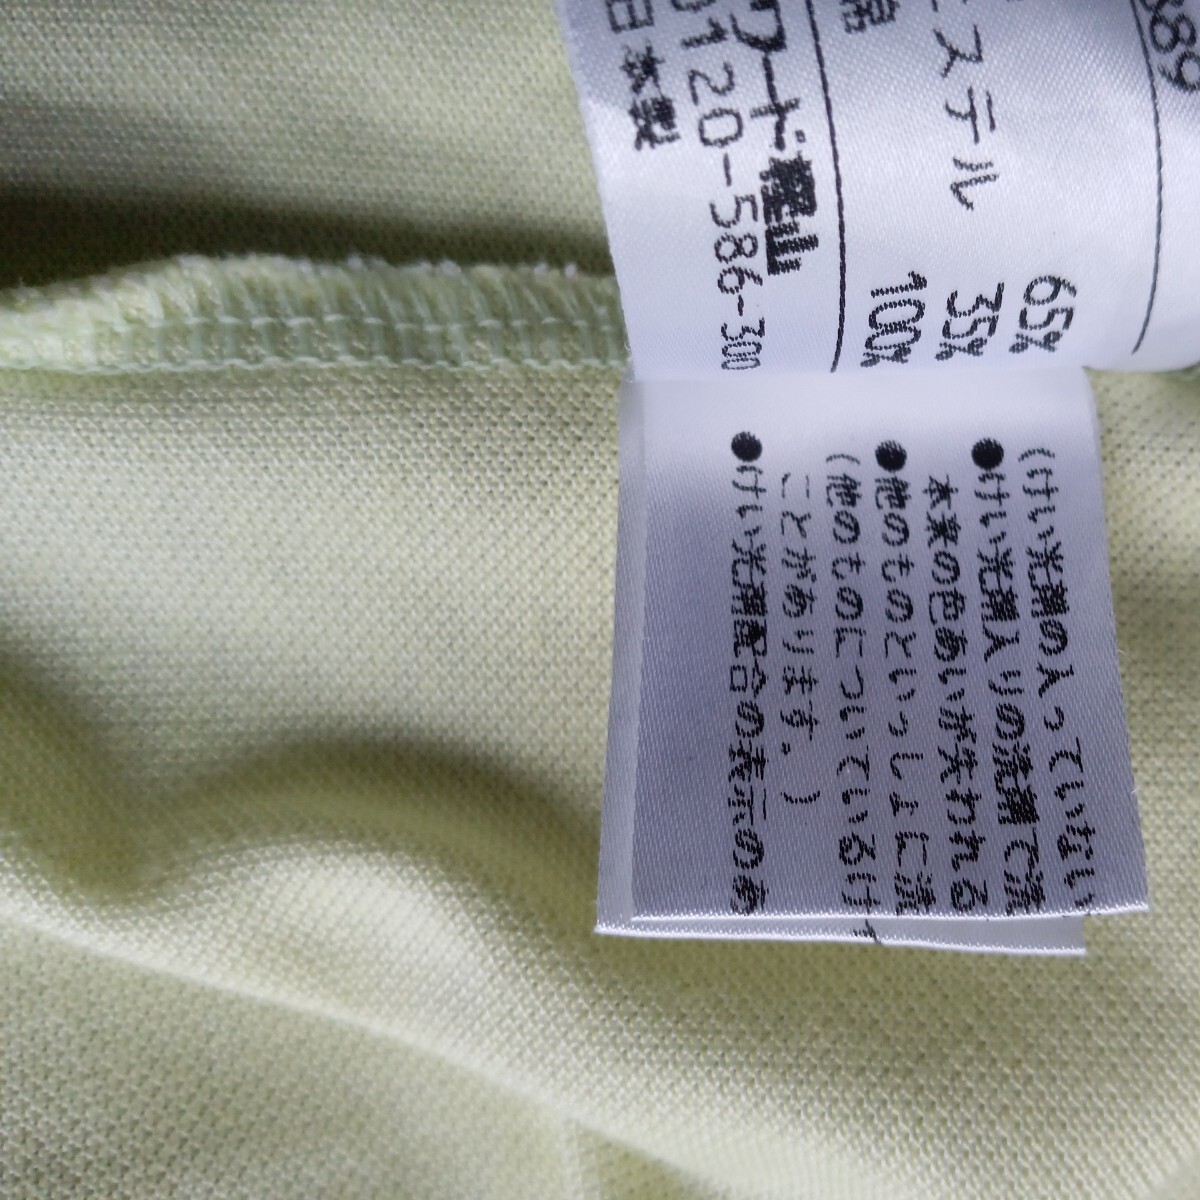 889
ステル
65%
35%
100%
ワード樫山
0120-586-300
日本製
(けい光剤の入っていない
●けい光剤入りの洗剤で洗
本来の色あいが失われる
●他のものといっしょに洗
(他のものについているけ
ことがあります。)
●けい光剤配合の表示のあ